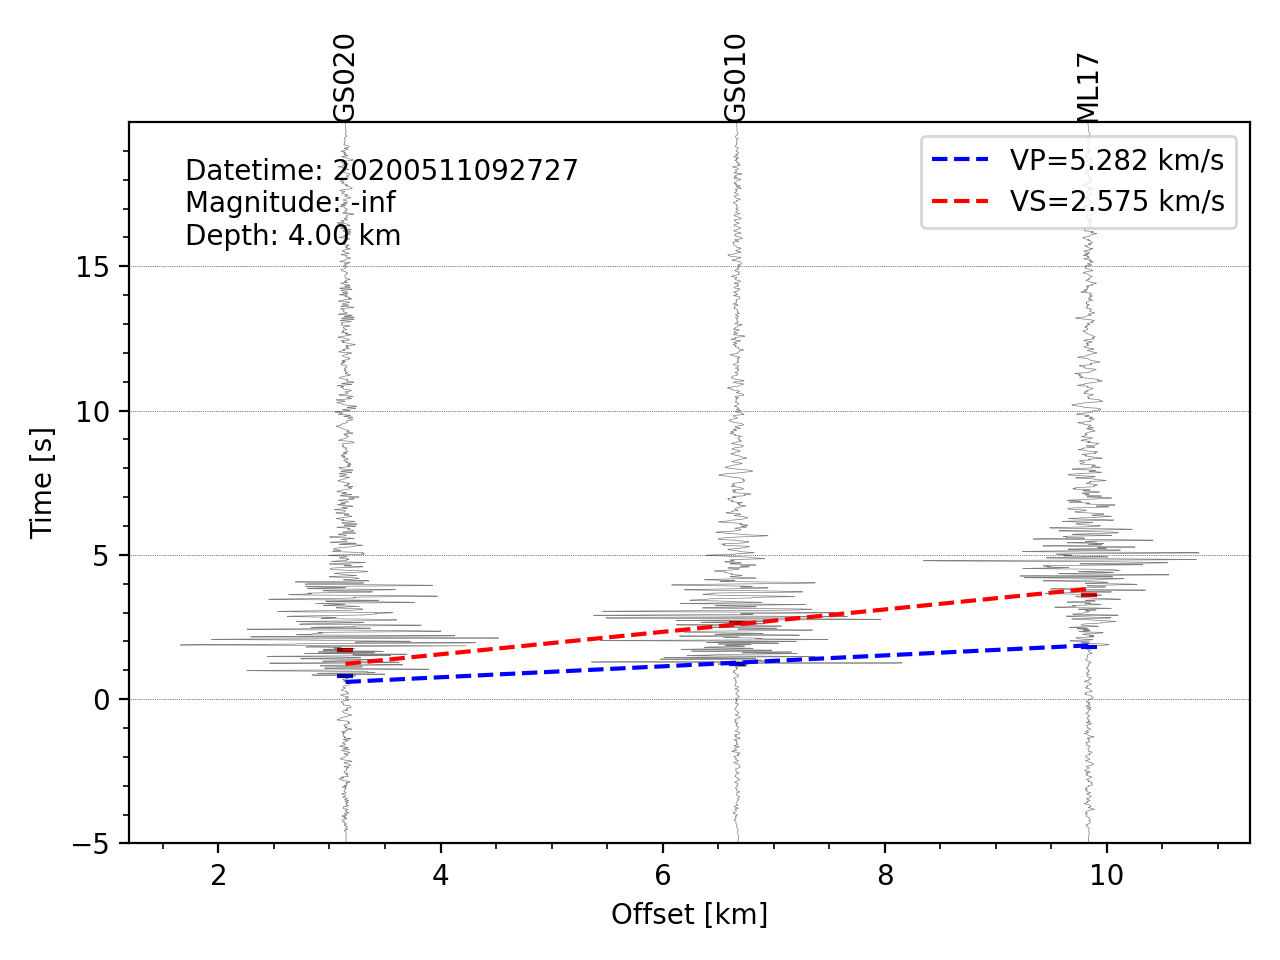 GS020
GS010
ML17
Datetime: 20200511092727
Magnitude: -inf
Depth: 4.00 km
VP=5.282 km/s
VS=2.575 km/s
15
10
5
0
−5
Time [s]
2
4
6
8
10
Offset [km]